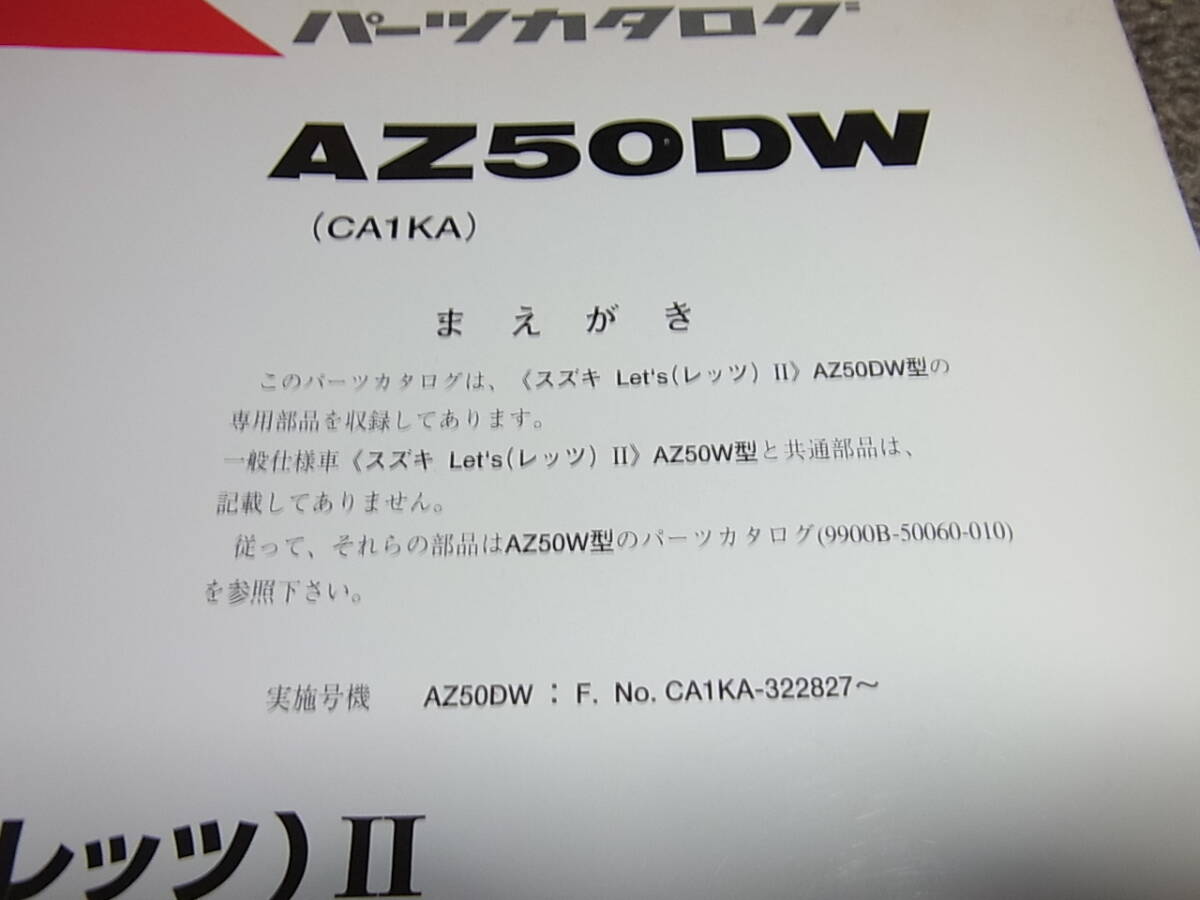 パーツカタログ
AZ50DW
(CA1KA)
まえがき
このパーツカタログは、《スズキ Let's(レッツ) II》AZ50DW型の
専用部品を収録してあります。
一般仕様車《スズキ Let's(レッツ) II》AZ50W型と共通部品は、
記載してありません。
従って、それらの部品はAZ50W型のパーツカタログ(9900B-50060-010)
を参照下さい。
実施号機 AZ50DW : F. No. CA1KA-322827〜
レッツ) II